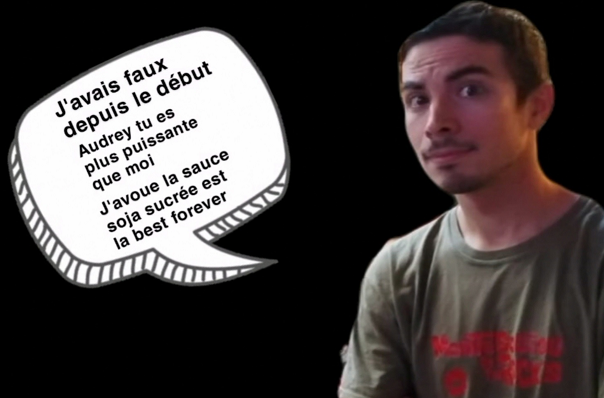 J'avais faux
depuis le début
Audrey tu es
plus puissante
que moi
J'avoue la sauce
soja sucrée est
la best forever